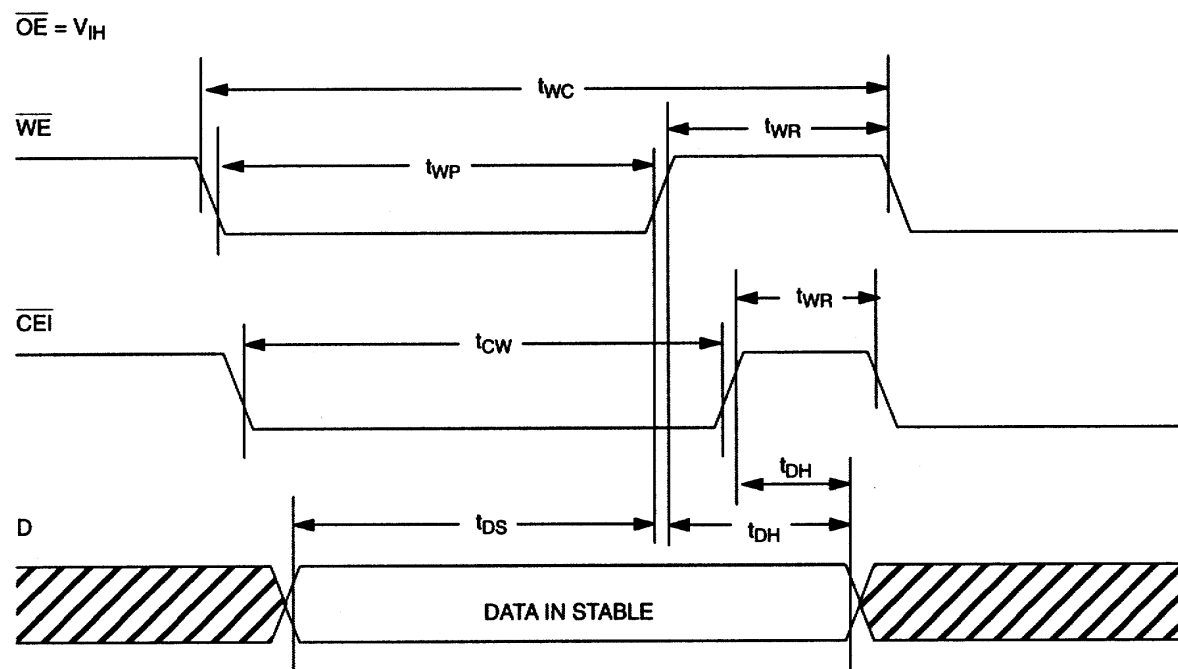 OE = VIH
tWC
WE
tWR
tWP
tWR
CEI
tCW
tDH
D
tDS
tDH
DATA IN STABLE